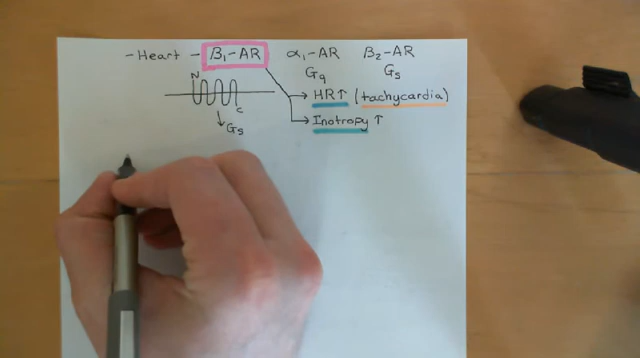 - Heart - β₁-AR α₁-AR β₂-AR
Gq Gs
N HR↑ (tachycardia)
C
Gs Inotropy ↑